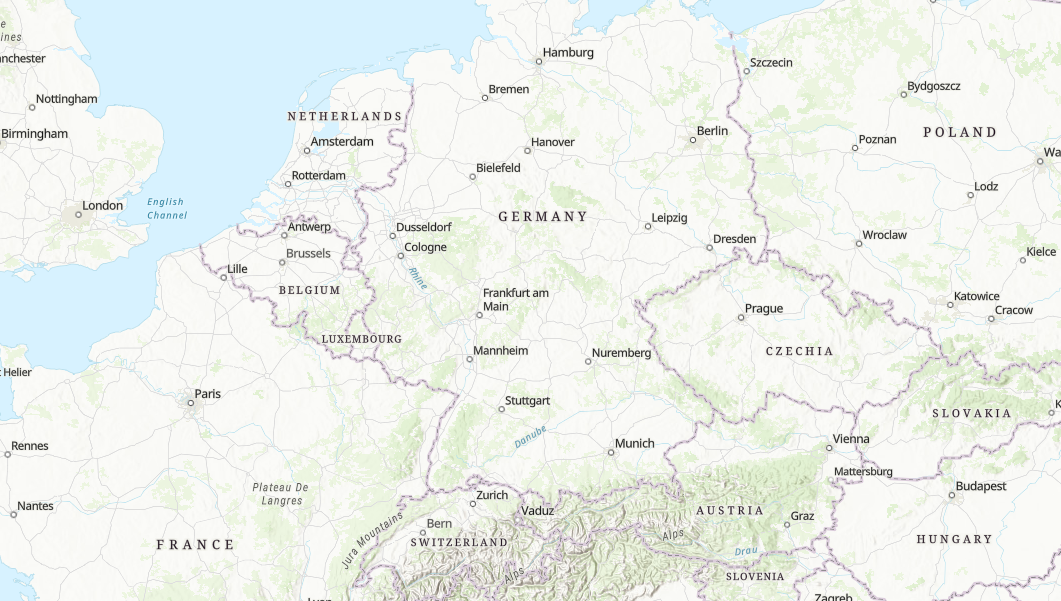 Hamburg
Szczecin
Nottingham
Bremen
Bydgoszcz
NETHERLANDS
Birmingham
Berlin
POLAND
Amsterdam
Hanover
Poznan
Bielefeld
Rotterdam
Lodz
London
English
Channel
GERMANY
Leipzig
Antwerp
Dusseldorf
Wroclaw
Dresden
Cologne
Brussels
Kielce
Lille
Rhine
BELGIUM
Frankfurt am
Main
Katowice
Prague
Cracow
LUXEMBOURG
Mannheim
Nuremberg
CZECHIA
Helier
Paris
Stuttgart
SLOVAKIA
Danube
Rennes
Munich
Vienna
Mattersburg
Plateau De
Langres
Zurich
Budapest
Nantes
Vaduz
AUSTRIA
Graz
Bern
Jura Mountains
FRANCE
SWITZERLAND
Alps
HUNGARY
Drau
Alps
SLOVENIA
Zagreb